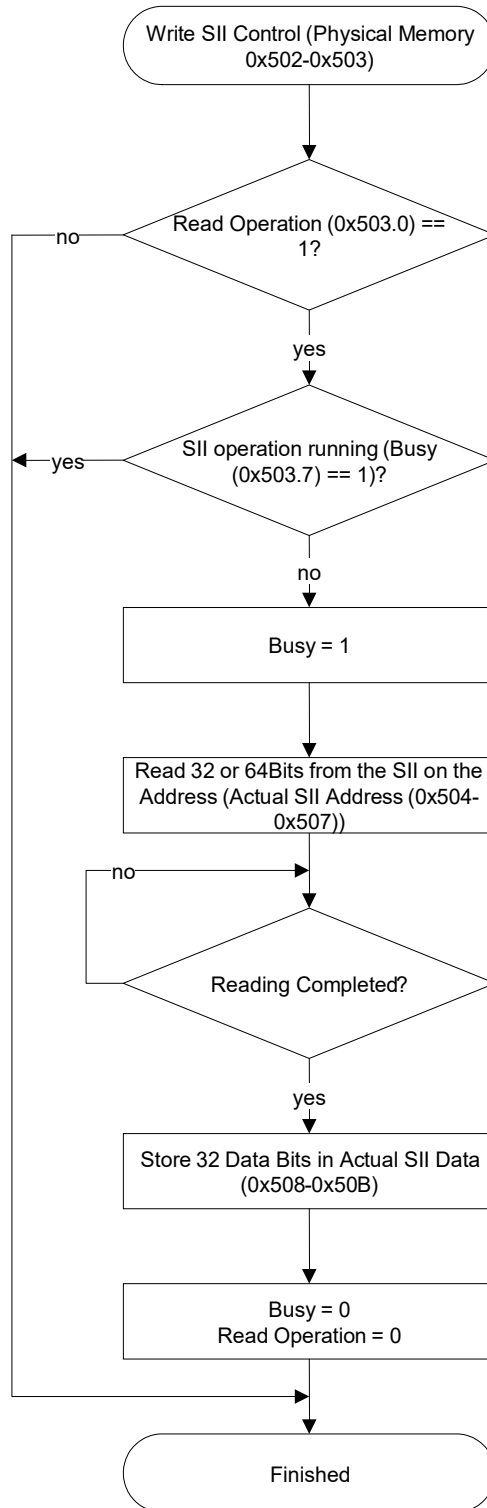 Write SII Control (Physical Memory
0x502-0x503)
Read Operation (0x503.0) ==
1?
no
yes
SII operation running (Busy
(0x503.7) == 1)?
yes
no
Busy = 1
Read 32 or 64Bits from the SII on the
Address (Actual SII Address (0x504-
0x507))
no
Reading Completed?
yes
Store 32 Data Bits in Actual SII Data
(0x508-0x50B)
Busy = 0
Read Operation = 0
Finished